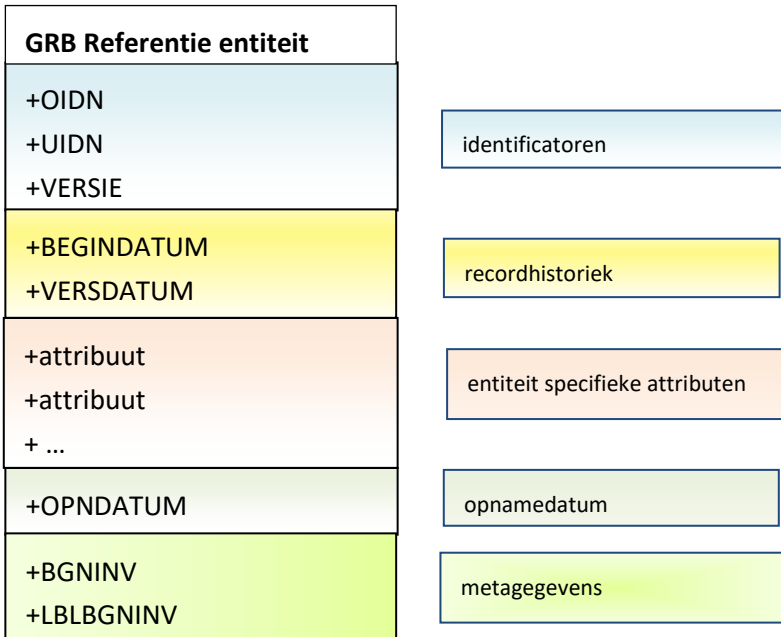 GRB Referentie entiteit
+OIDN
+UIDN
+VERSIE
identificatoren
+BEGINDATUM
+VERSDATUM
recordhistoriek
+attribuut
+attribuut
+ ...
entiteit specifieke attributen
+OPNDATUM
opnamedatum
+BGNINV
+LBLBGNINV
metagegevens